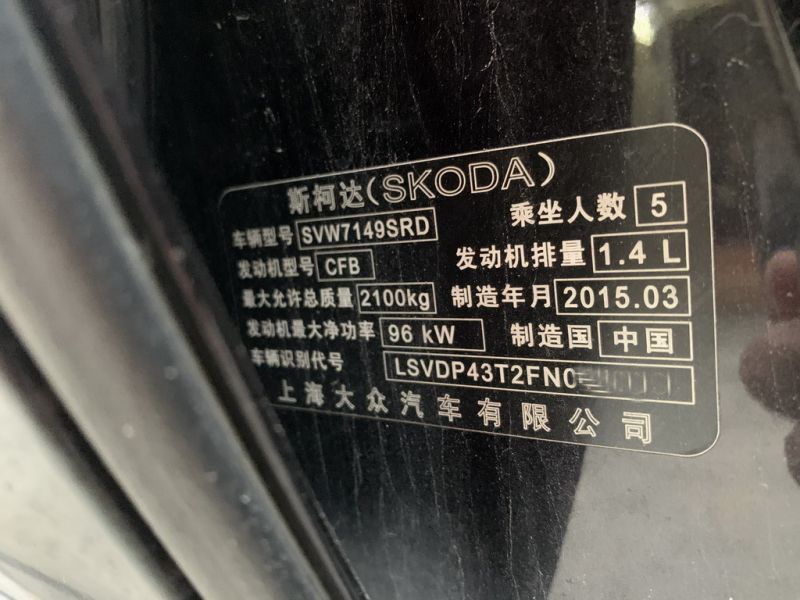 斯柯达(SKODA)
车辆型号 SVW7149SRD 乘坐人数 5
发动机型号 CFB 发动机排量 1.4 L
最大允许总质量 2100kg 制造年月 2015.03
发动机最大净功率 96 kW 制造国 中国
车辆识别代号 LSVDP43T2FN0
上海大众汽车有限公司